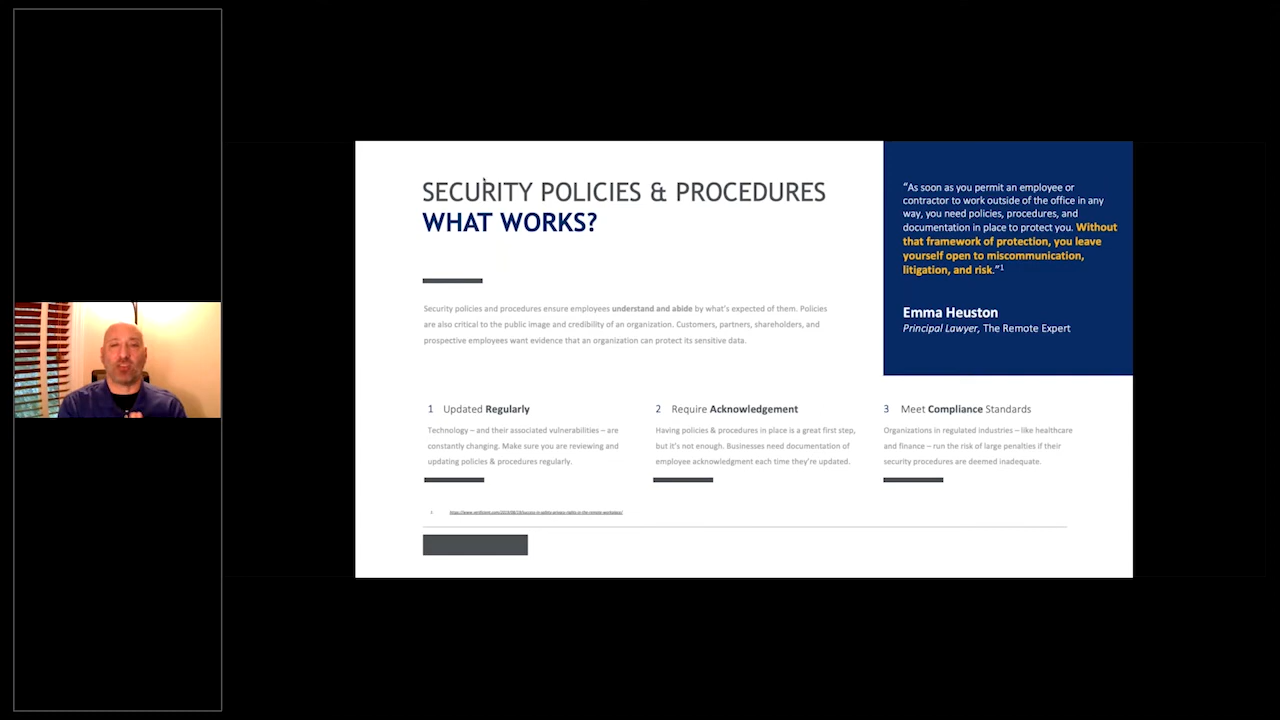 SECURITY POLICIES & PROCEDURES
WHAT WORKS?
Security policies and procedures ensure employees understand and abide by what's expected of them. Policies
are also critical to the public image and credibility of an organization. Customers, partners, shareholders, and
prospective employees want evidence that an organization can protect its sensitive data.
“As soon as you permit an employee or
contractor to work outside of the office in any
way, you need policies, procedures, and
documentation in place to protect you. Without
that framework of protection, you leave
yourself open to miscommunication,
litigation, and risk.”1
Emma Heuston
Principal Lawyer, The Remote Expert
1 Updated Regularly
Technology – and their associated vulnerabilities – are
constantly changing. Make sure you are reviewing and
updating policies & procedures regularly.
2 Require Acknowledgement
Having policies & procedures in place is a great first step,
but it's not enough. Businesses need documentation of
employee acknowledgment each time they're updated.
3 Meet Compliance Standards
Organizations in regulated industries – like healthcare
and finance – run the risk of large penalties if their
security procedures are deemed inadequate.
1